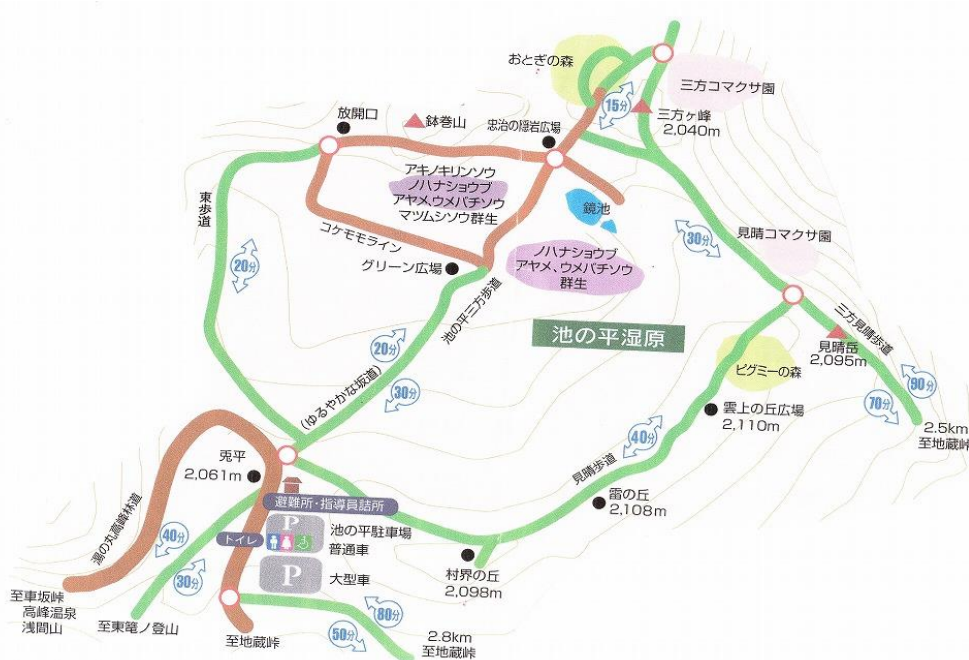 おとぎの森
三方コマクサ園
15分
三方ヶ峰
2,040m
放開口
鉢巻山
忠治の隠岩広場
アキノキリンソウ
ノハナショウブ
アヤメ、ウメバチソウ
マツムシソウ群生
鏡池
東歩道
コケモモライン
30分
見晴コマクサ園
20分
グリーン広場
ノハナショウブ
アヤメ、ウメバチソウ
群生
池の平三方歩道
三方見晴歩道
池の平湿原
見晴岳
2,095m
20分
ピグミーの森
(ゆるやかな坂道)
30分
90分
70分
雲上の丘広場
2,110m
2.5km
至地蔵峠
40分
見晴歩道
兎平
2,061m
雷の丘
2,108m
避難所・指導員詰所
湯の丸高峰林道
P
池の平駐車場
トイレ
普通車
40分
村界の丘
2,098m
30分
P
大型車
至車坂峠
高峰温泉
浅間山
至東篭ノ登山
至地蔵峠
80分
50分
2.8km
至地蔵峠